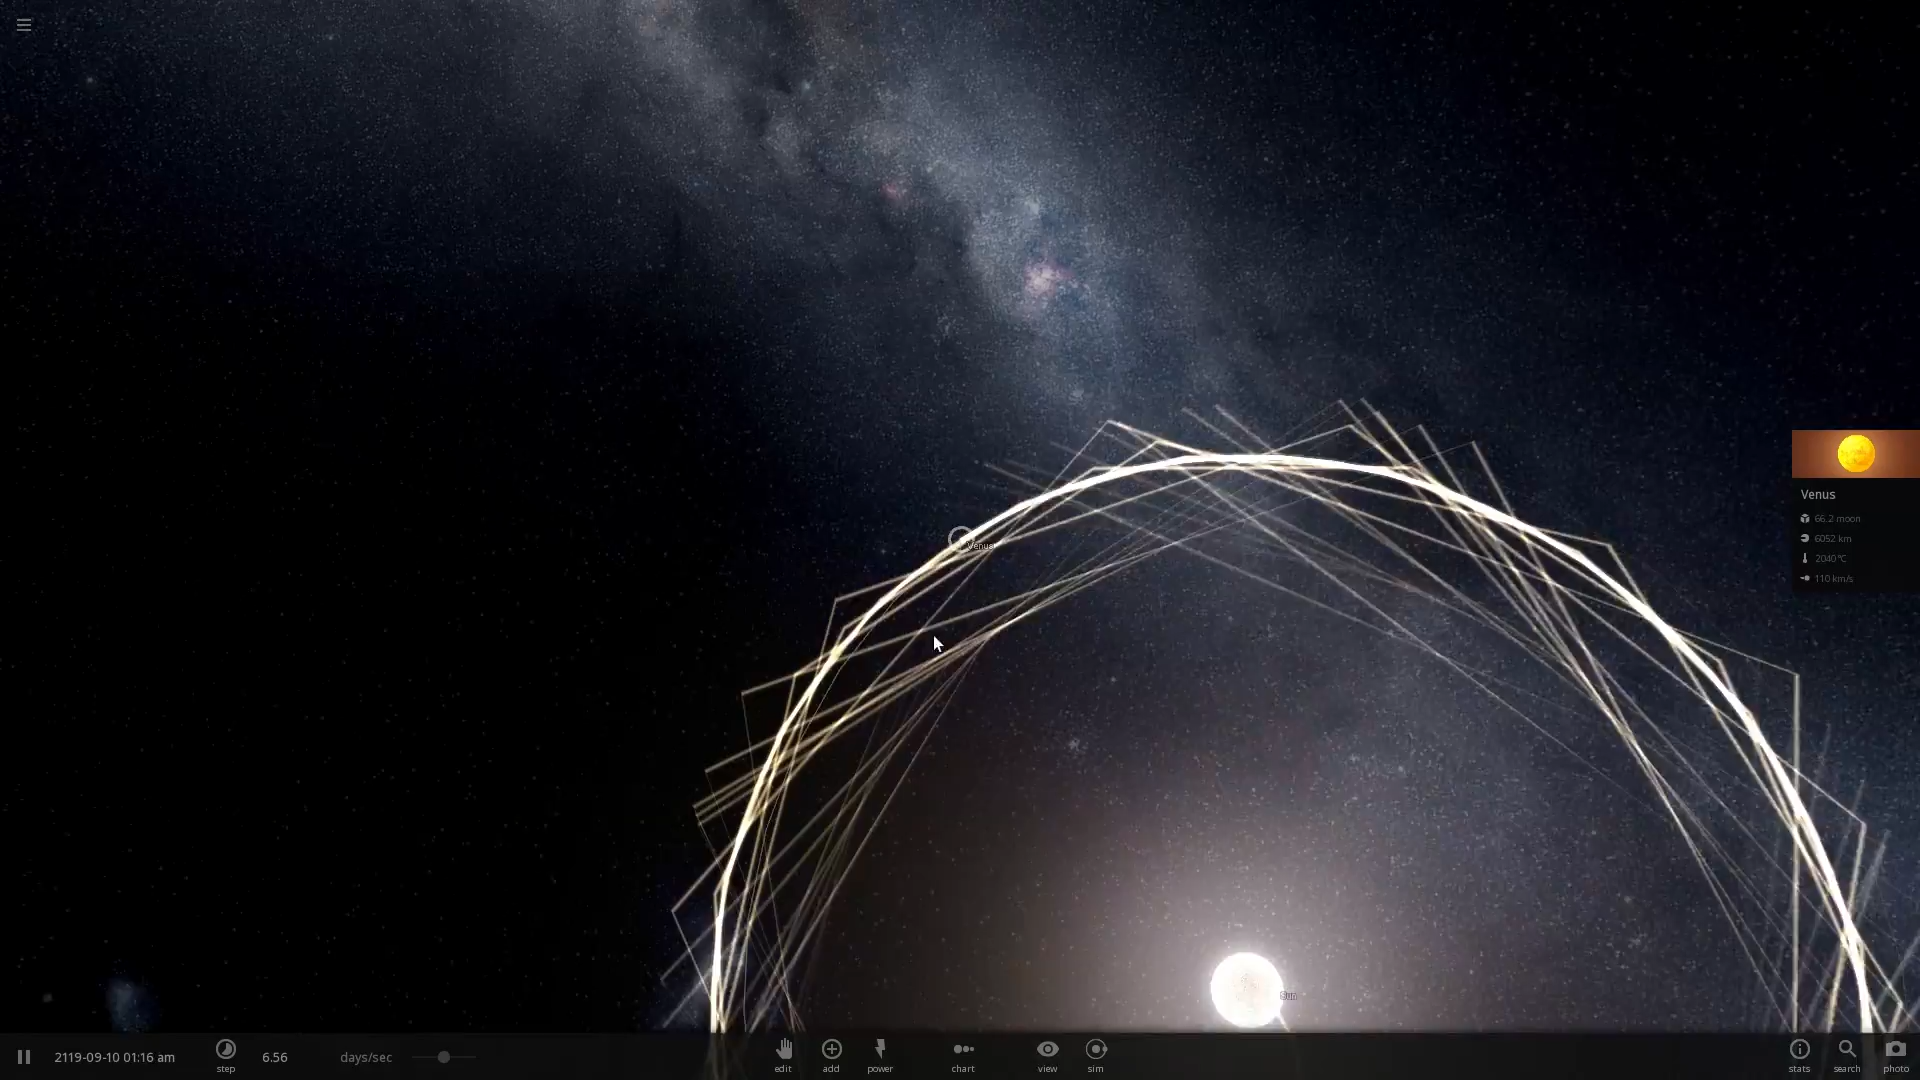 Venus
Venus
66.2 moon
6052 km
2040 °C
110 km/s
Sun
2119-09-10 01:16 am
step
6.56
days/sec
edit
add
power
chart
view
sim
stats
search
photo